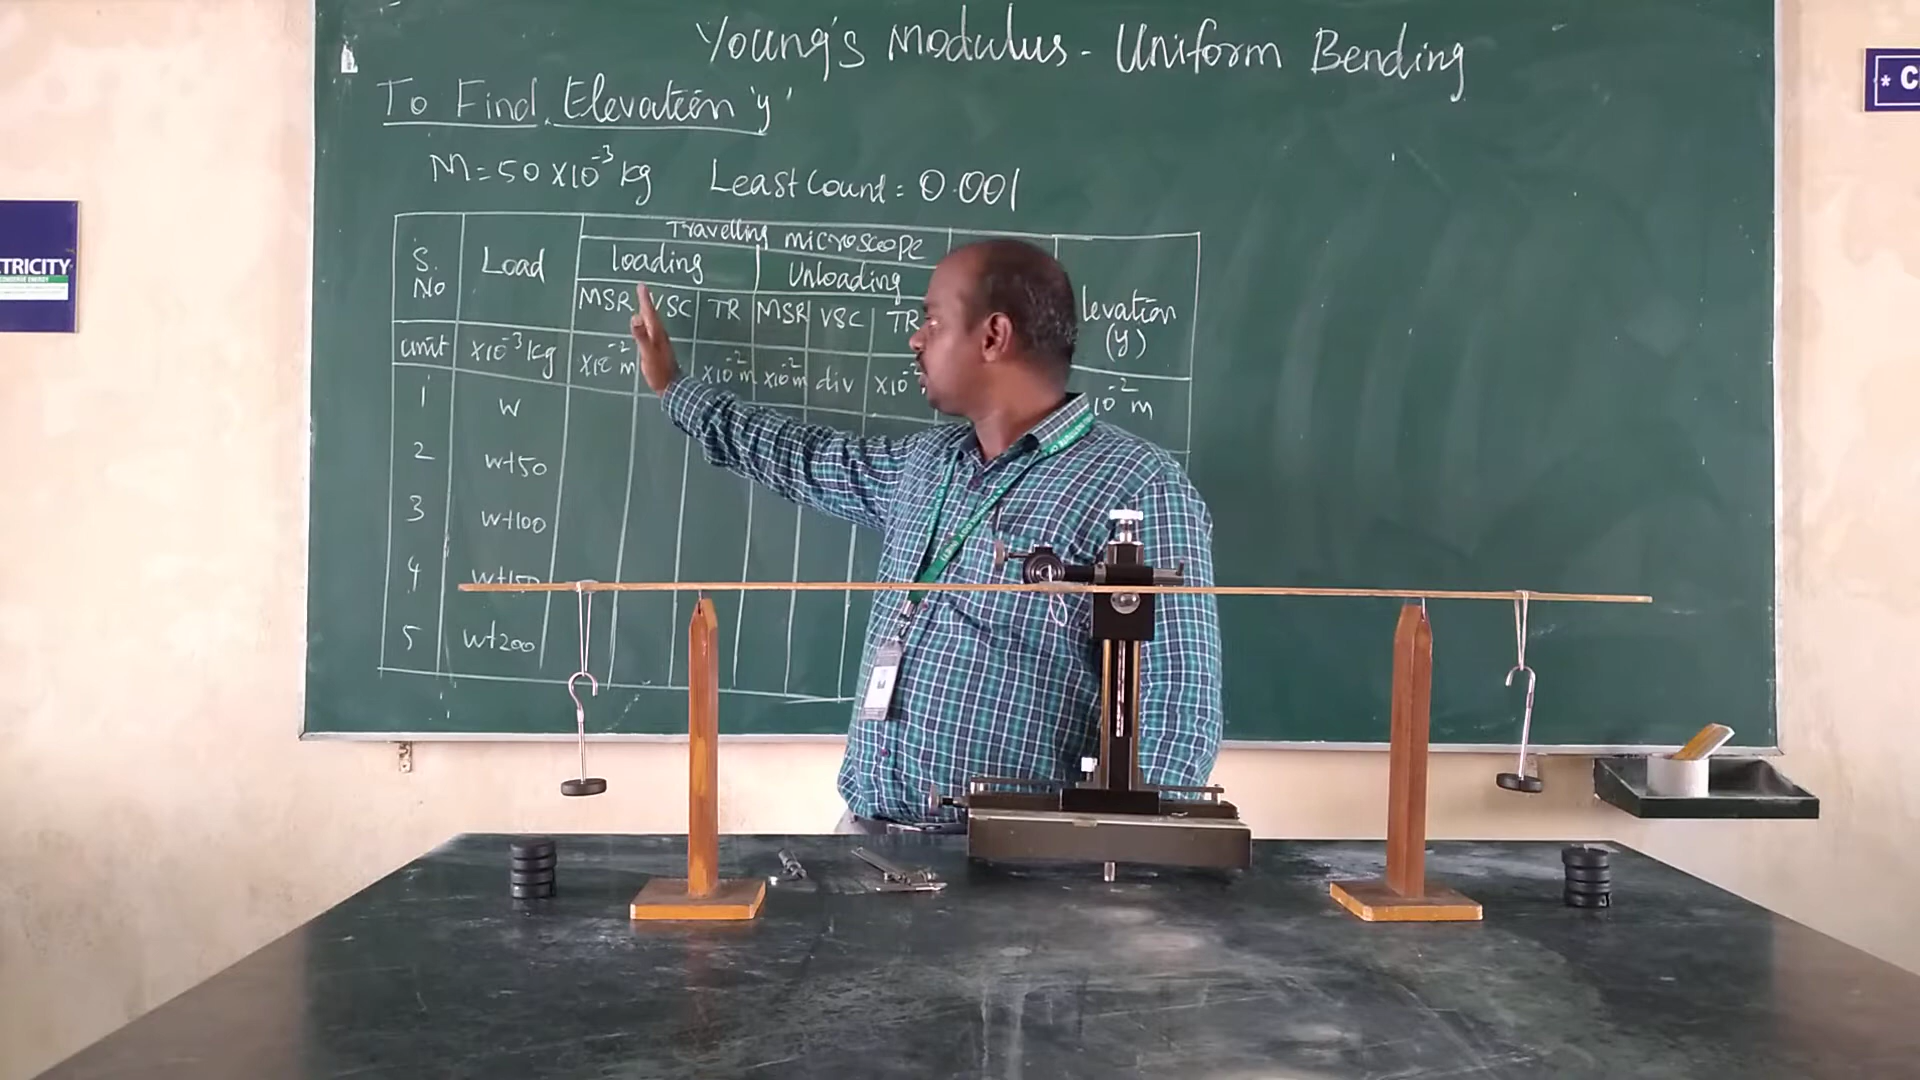 Young's Modulus - Uniform Bending
To Find Elevation 'y'
M = 50 x10⁻³ kg Least Count = 0.001
Travelling microscope
S. No Load loading Unloading levation (y)
MSR VSC TR MSR VSC TR
unit x10⁻³ kg x10⁻² m x10⁻² m x10⁻² m div x10⁻² 10⁻² m
1 W
2 W+50
3 W+100
4 W+150
5 W+200
TRICITY
* C